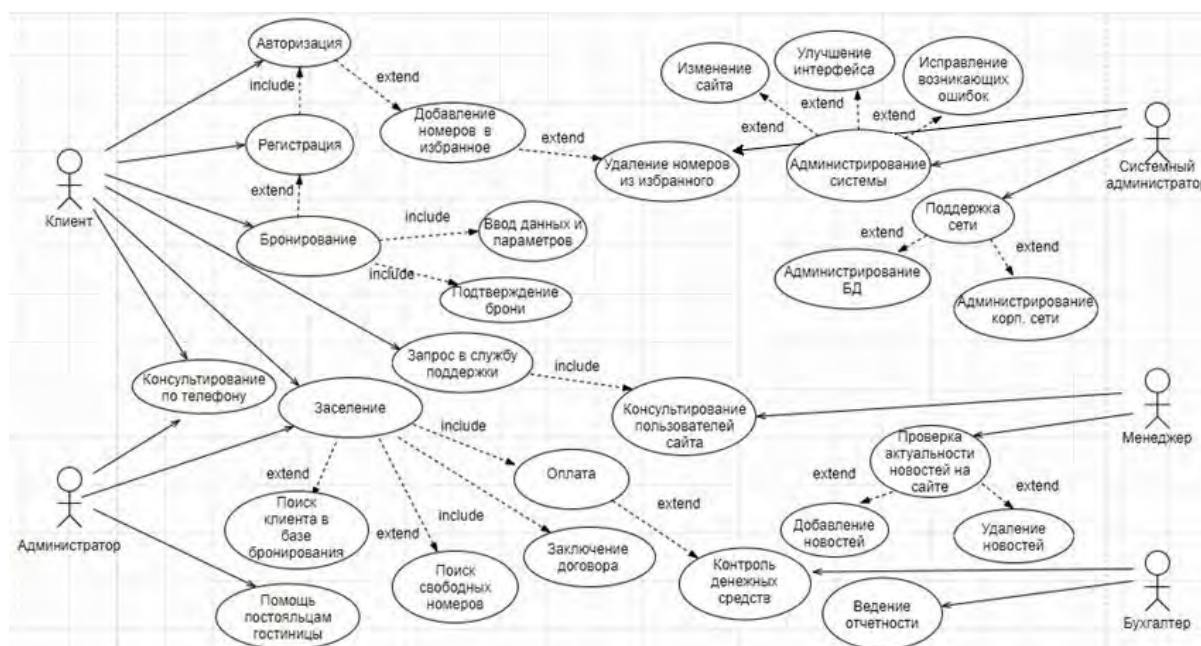 Авторизация
include
extend
Добавление
номеров в
избранное
Регистрация
extend
extend
Удаление номеров
из избранного
Изменение
сайта
Улучшение
интерфейса
Исправление
возникающих
ошибок
extend
extend
extend
Администрирование
системы
Системный
администратор
Клиент
Бронирование
include
Ввод данных и
параметров
include
Подтверждение
брони
Поддержка
сети
extend
extend
Администрирование
БД
Администрирование
корп. сети
Запрос в службу
поддержки
include
Консультирование
по телефону
Заселение
Консультирование
пользователей
сайта
Менеджер
include
Оплата
Проверка
актуальности
новостей на
сайте
extend
extend
Добавление
новостей
Удаление
новостей
extend
extend
Поиск
клиента в
базе
бронирования
extend
Поиск
свободных
номеров
include
Заключение
договора
Контроль
денежных
средств
Администратор
Помощь
постояльцам
гостиницы
Ведение
отчетности
Бухгалтер